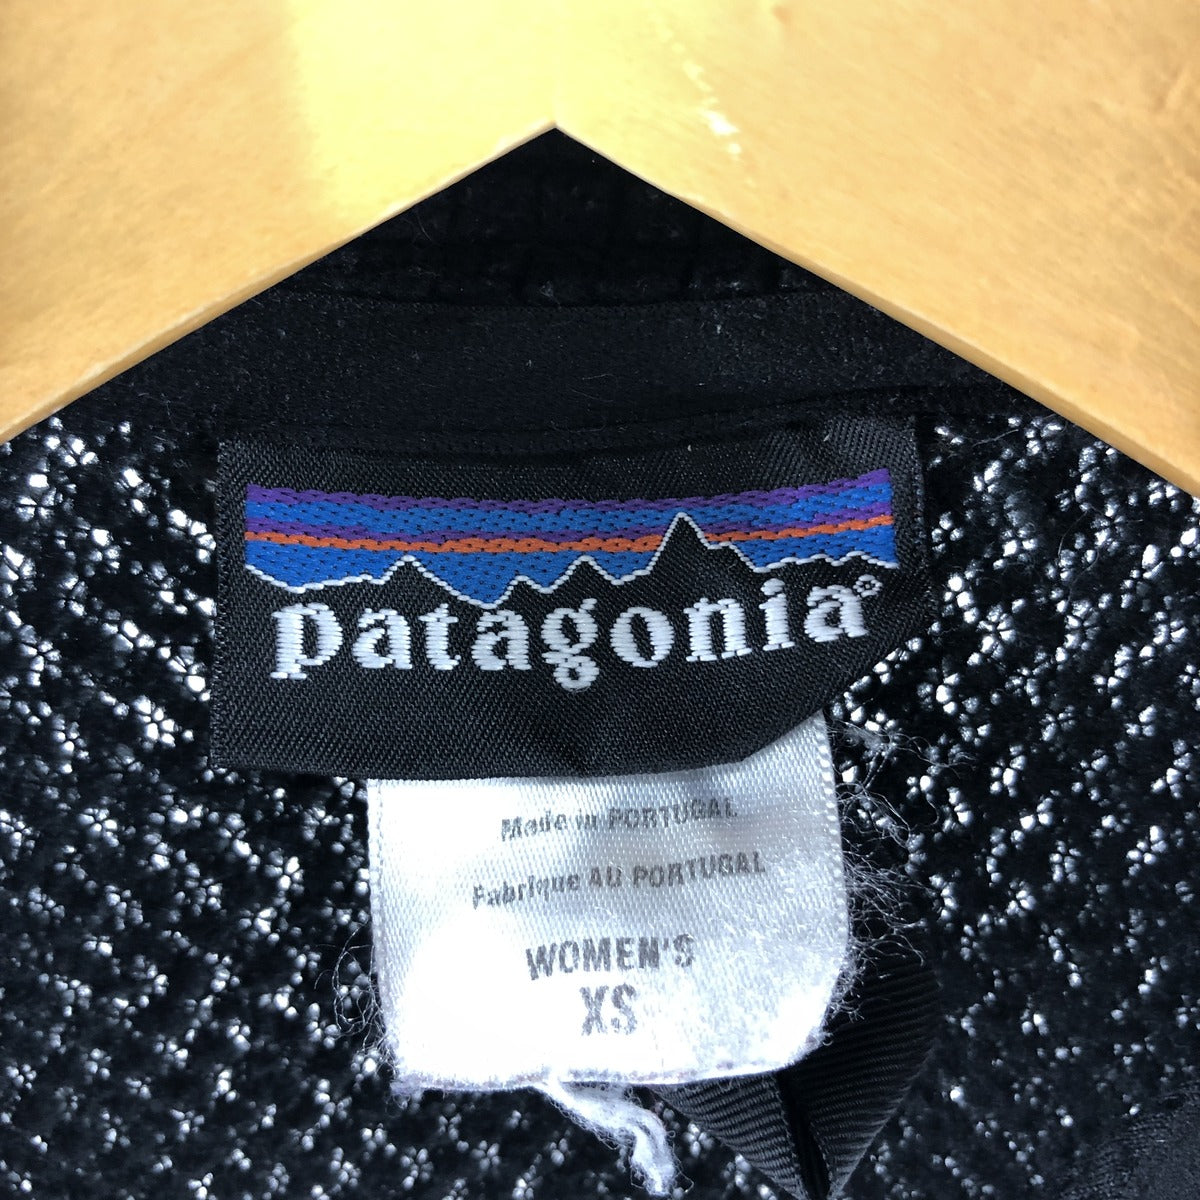 patagonia®
Made in PORTUGAL
Fabriqué AU PORTUGAL
WOMEN'S
XS